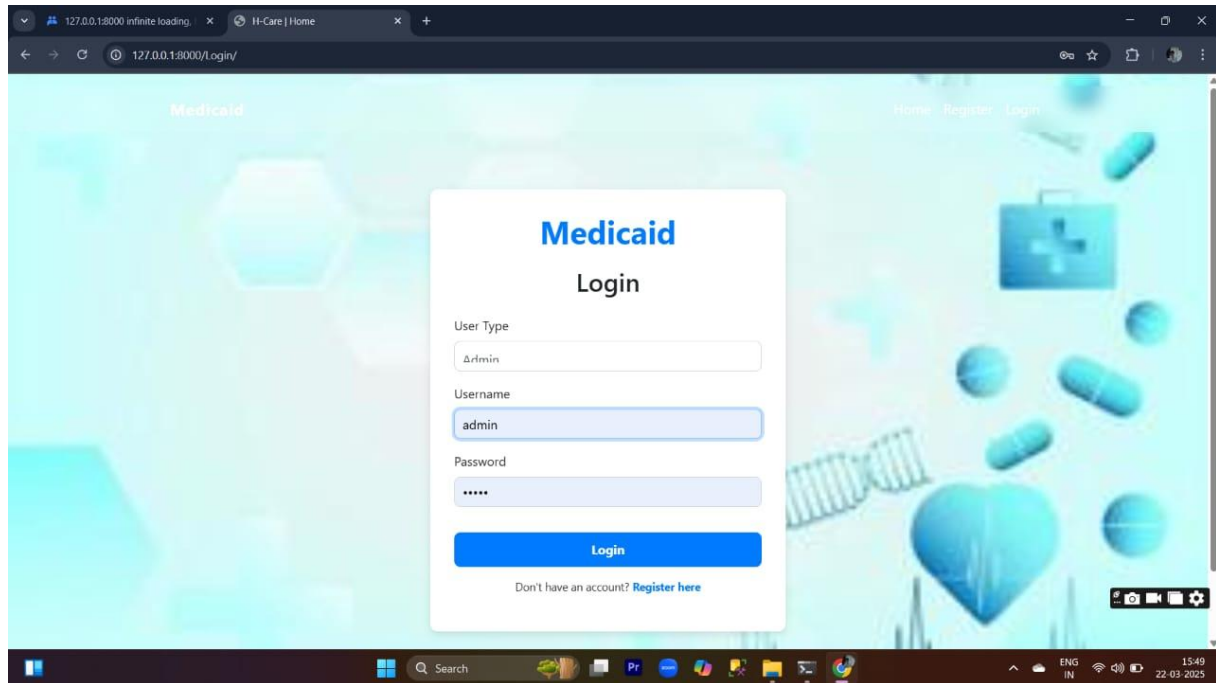 127.0.0.1:8000 infinite loading,
H-Care | Home
127.0.0.1:8000/Login/
Medicaid
Home Register Login
Medicaid
Login
User Type
Admin
Username
admin
Password
•••••
Login
Don't have an account? Register here
Search
Pr
zoom
ENG
IN
15:49
22-03-2025